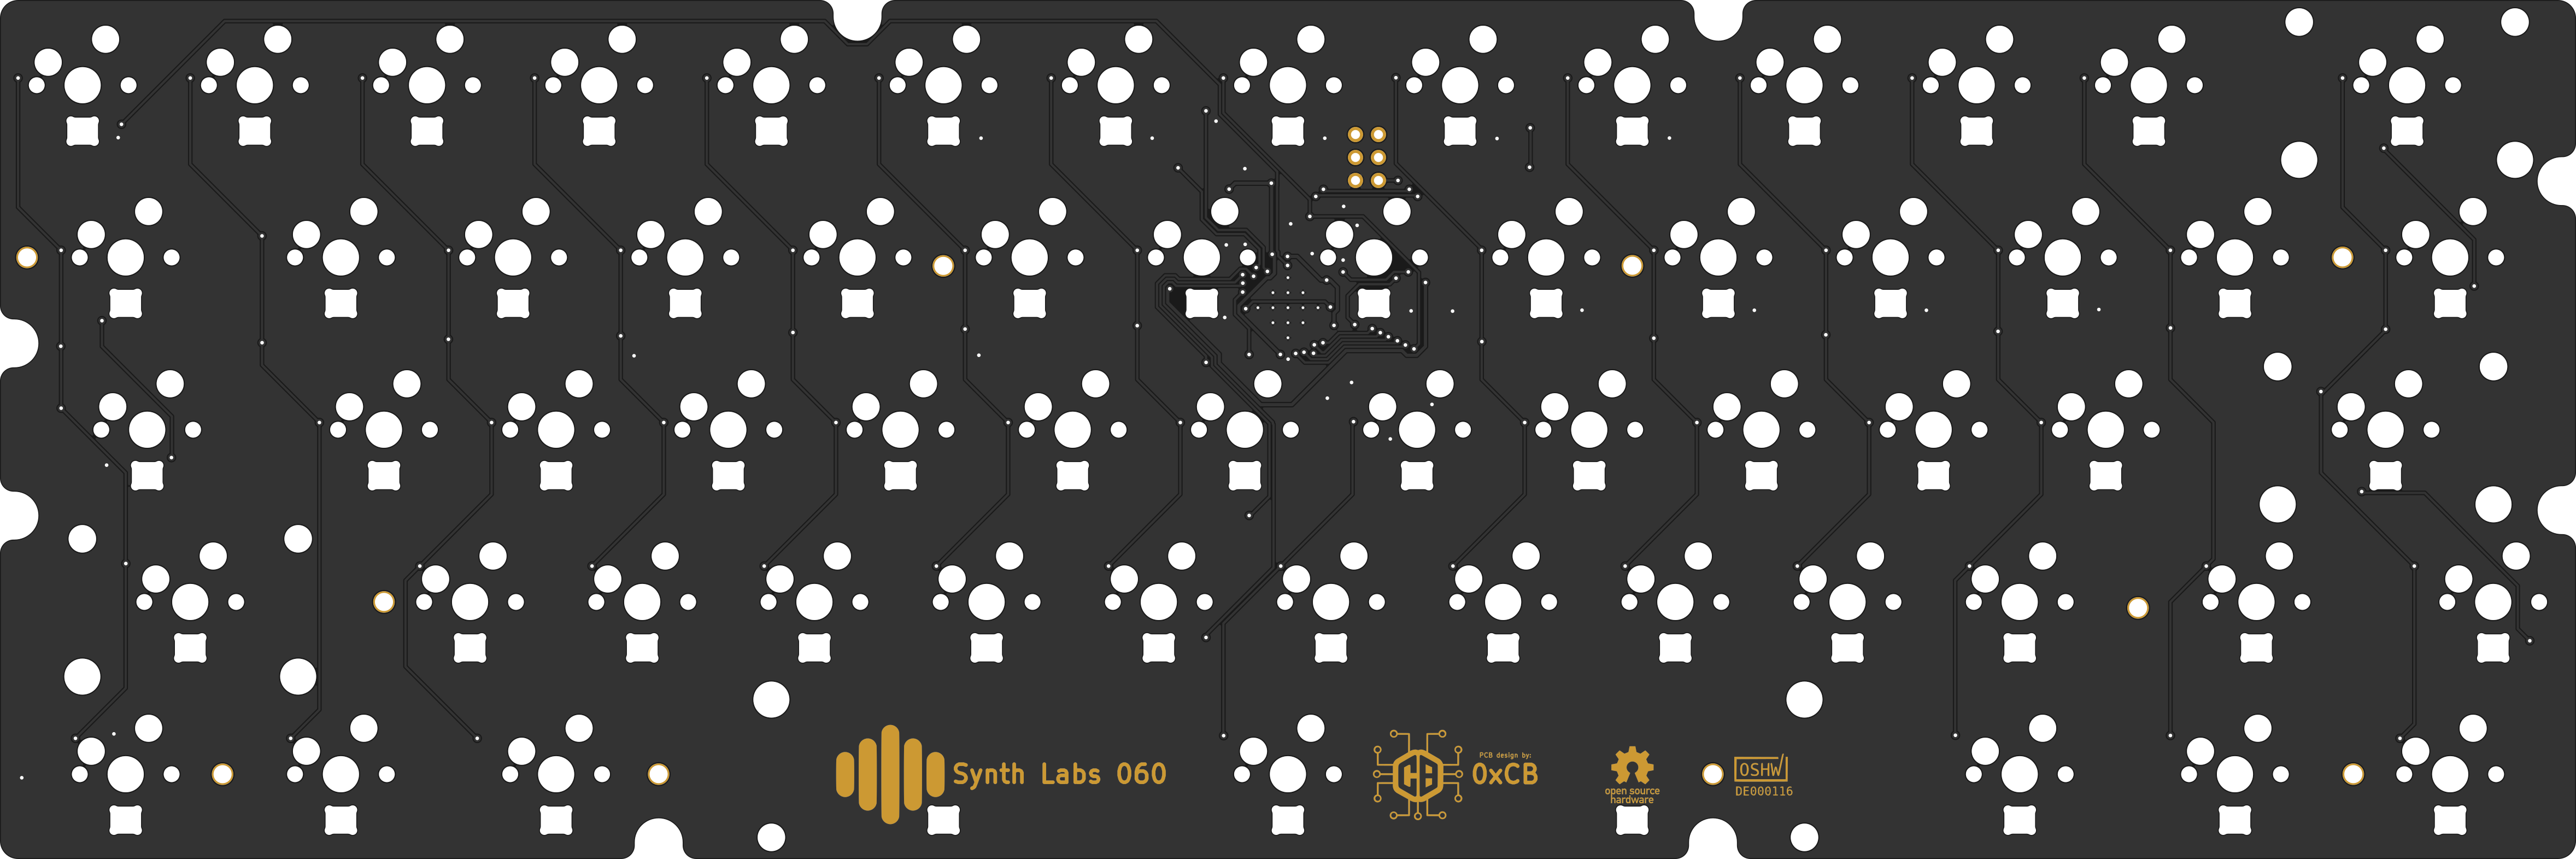 Synth Labs 060
PCB design by:
0xCB
open source
hardware
OSHW
DE000116